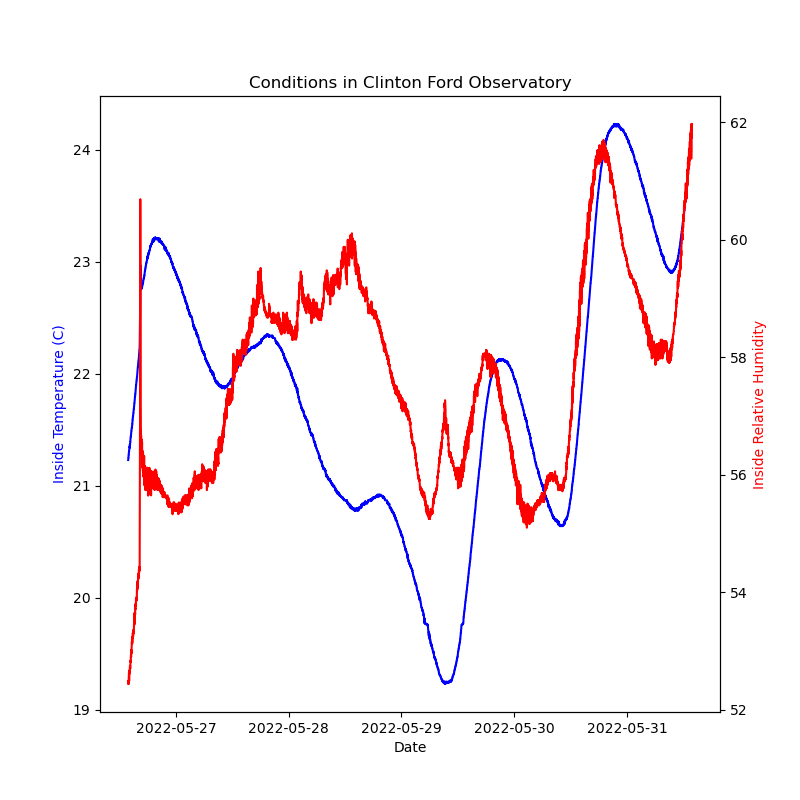 Conditions in Clinton Ford Observatory
24
23
22
21
20
19
Inside Temperature (C)
62
60
58
56
54
52
Inside Relative Humidity
2022-05-27 2022-05-28 2022-05-29 2022-05-30 2022-05-31
Date